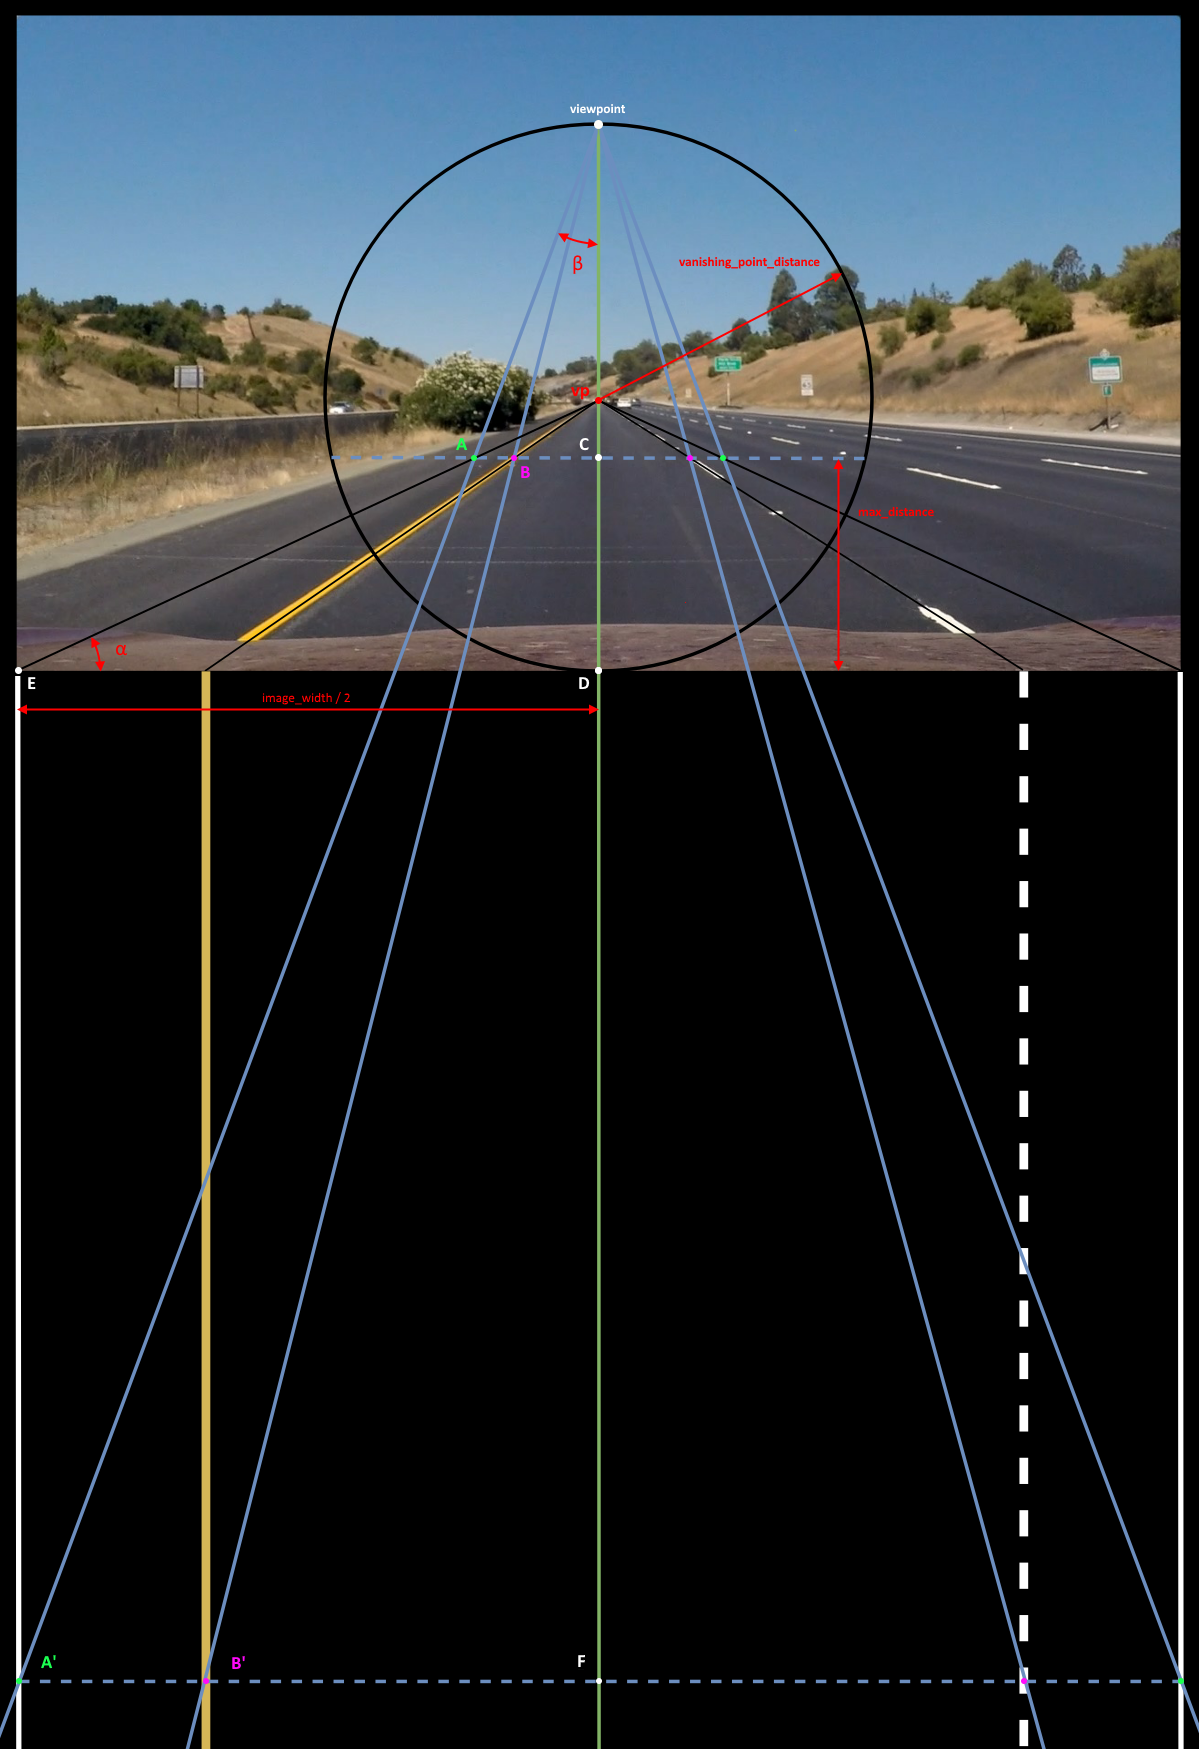 viewpoint
β
vanishing_point_distance
vp
A
C
B
max_distance
α
E
D
image_width / 2
A'
B'
F